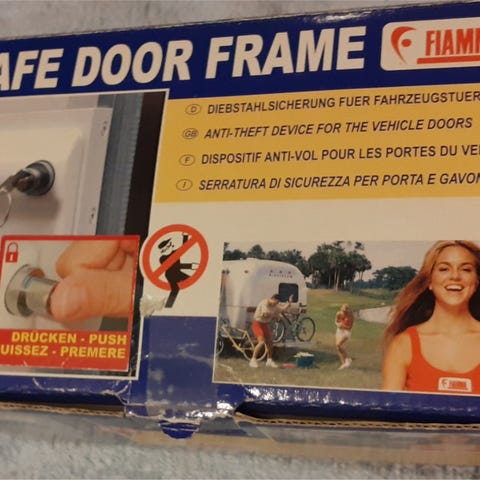 AFE DOOR FRAME
FIAMM
D DIEBSTAHLSICHERUNG FUER FAHRZEUGSTUER
GB ANTI-THEFT DEVICE FOR THE VEHICLE DOORS
F DISPOSITIF ANTI-VOL POUR LES PORTES DU VE
I SERRATURA DI SICUREZZA PER PORTA E GAVON
DRÜCKEN - PUSH
UISSEZ - PREMERE
FIAMMA